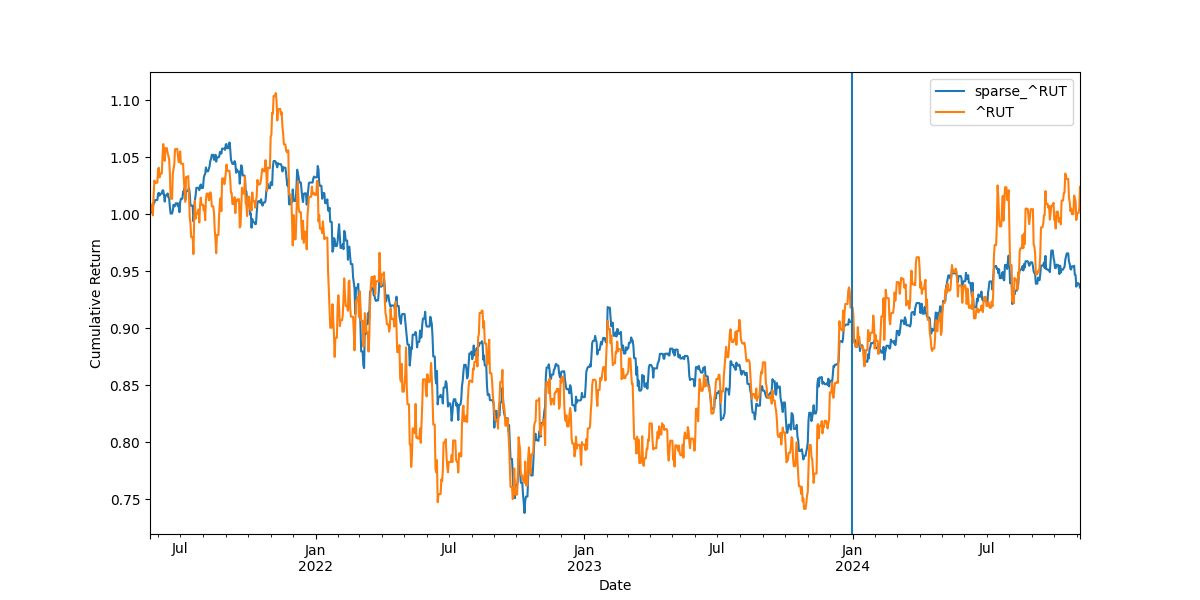 sparse_^RUT
^RUT
1.10
1.05
1.00
0.95
0.90
0.85
0.80
0.75
Cumulative Return
Jul
Jan
2022
Jul
Jan
2023
Jul
Jan
2024
Jul
Date